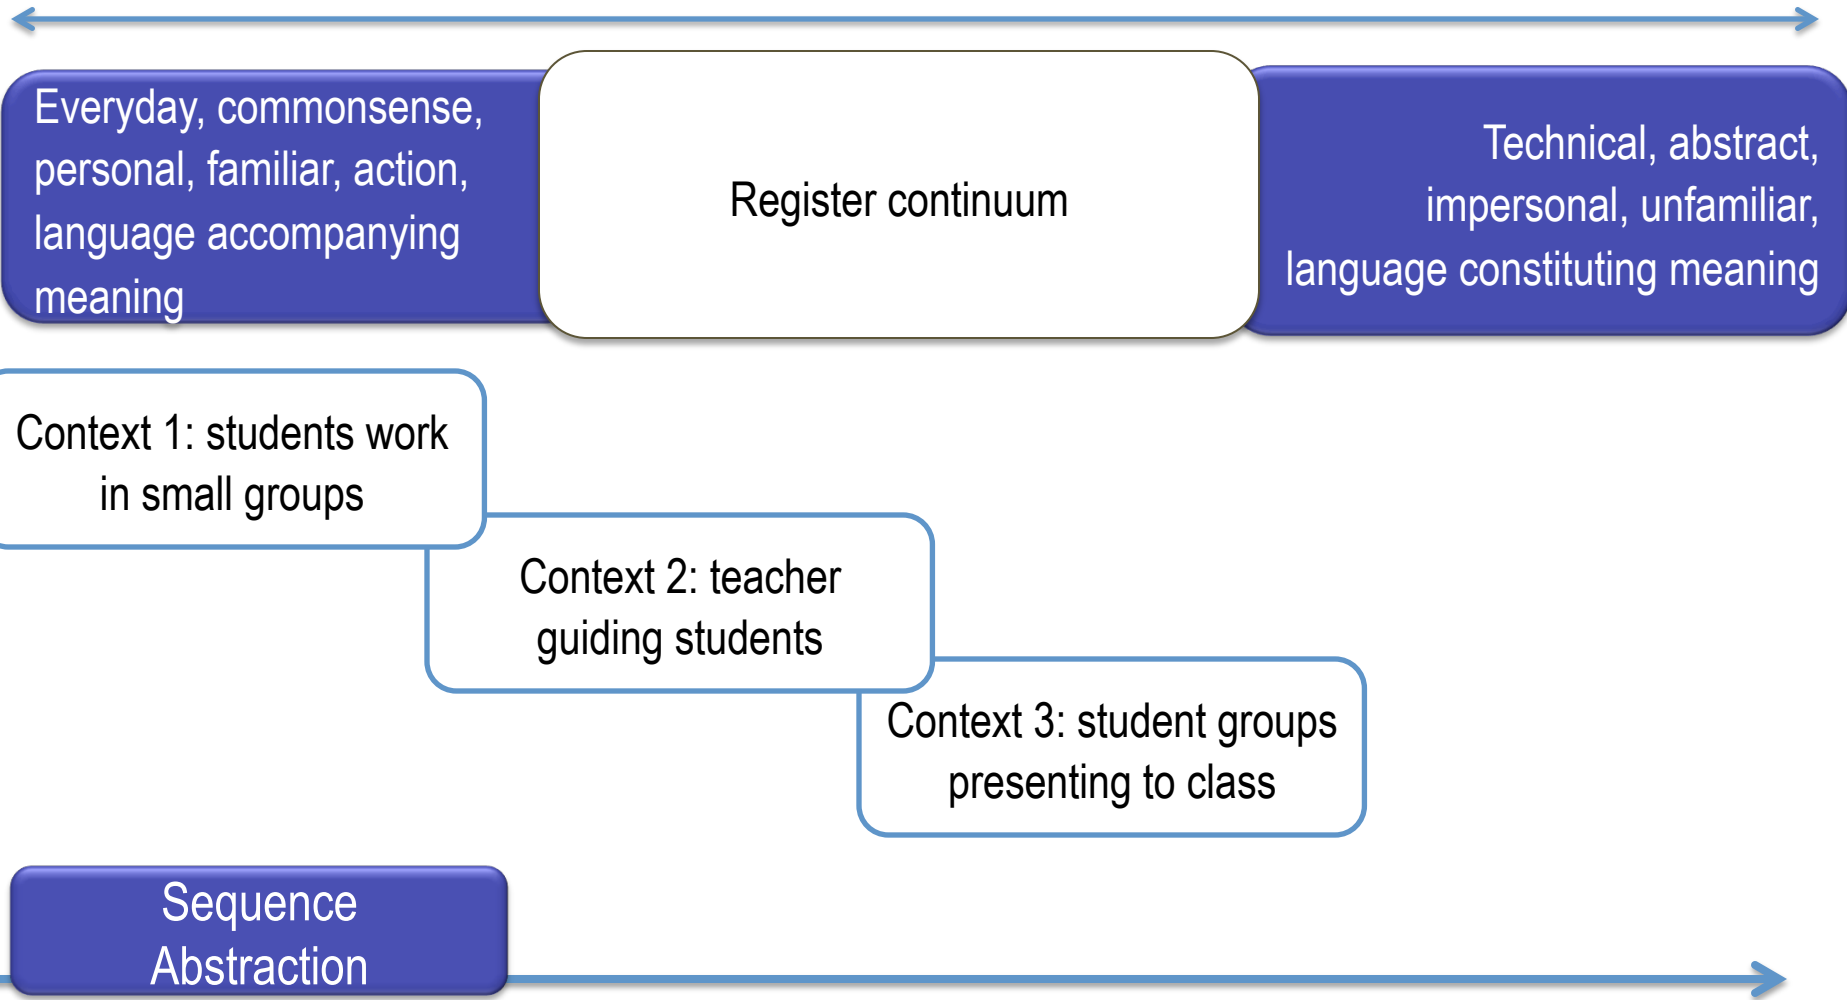 Everyday, commonsense,
personal, familiar, action,
language accompanying
meaning
Register continuum
Technical, abstract,
impersonal, unfamiliar,
language constituting meaning
Context 1: students work
in small groups
Context 2: teacher
guiding students
Context 3: student groups
presenting to class
Sequence
Abstraction